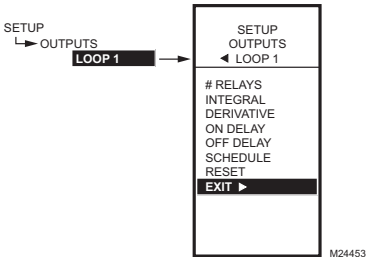 SETUP
OUTPUTS
LOOP 1
SETUP
OUTPUTS
◄ LOOP 1
# RELAYS
INTEGRAL
DERIVATIVE
ON DELAY
OFF DELAY
SCHEDULE
RESET
EXIT ►
M24453